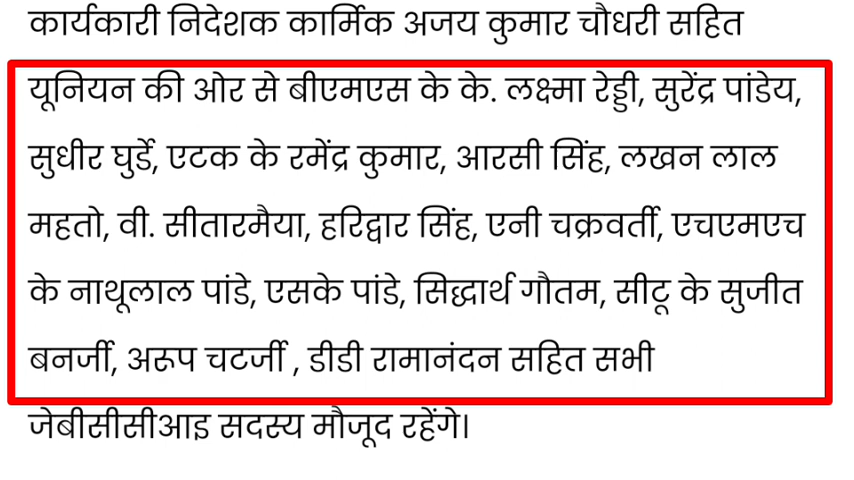 कार्यकारी निदेशक कार्मिक अजय कुमार चौधरी सहित
यूनियन की ओर से बीएमएस के के. लक्ष्मा रेड्डी, सुरेंद्र पांडेय,
सुधीर घुर्डे, एटक के रमेंद्र कुमार, आरसी सिंह, लखन लाल
महतो, वी. सीतारमैया, हरिद्वार सिंह, एनी चक्रवर्ती, एचएमएच
के नाथूलाल पांडे, एसके पांडे, सिद्धार्थ गौतम, सीटू के सुजीत
बनर्जी, अरूप चटर्जी , डीडी रामानंदन सहित सभी
जेबीसीसीआइ सदस्य मौजूद रहेंगे।